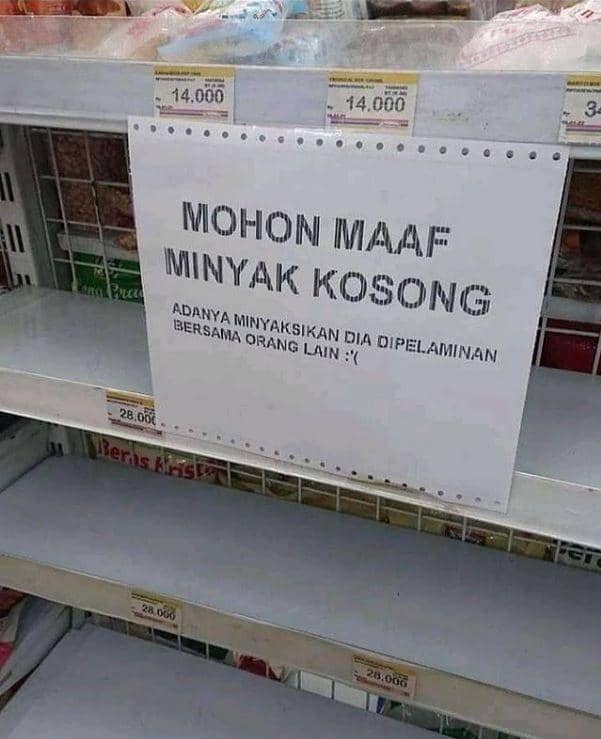 14.000
14.000
MOHON MAAF
MINYAK KOSONG
ADANYA MINYAKSIKAN DIA DIPELAMINAN
BERSAMA ORANG LAIN :'(
28.000
28.000
28.000